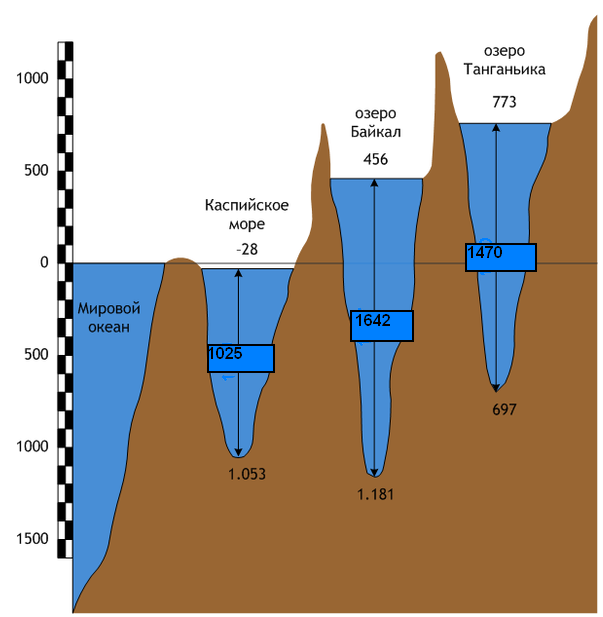 озеро
Танганьика
773
1000
озеро
Байкал
456
500
Каспийское
море
-28
0
1470
Мировой
океан
1642
1025
500
697
1000
1.053
1.181
1500